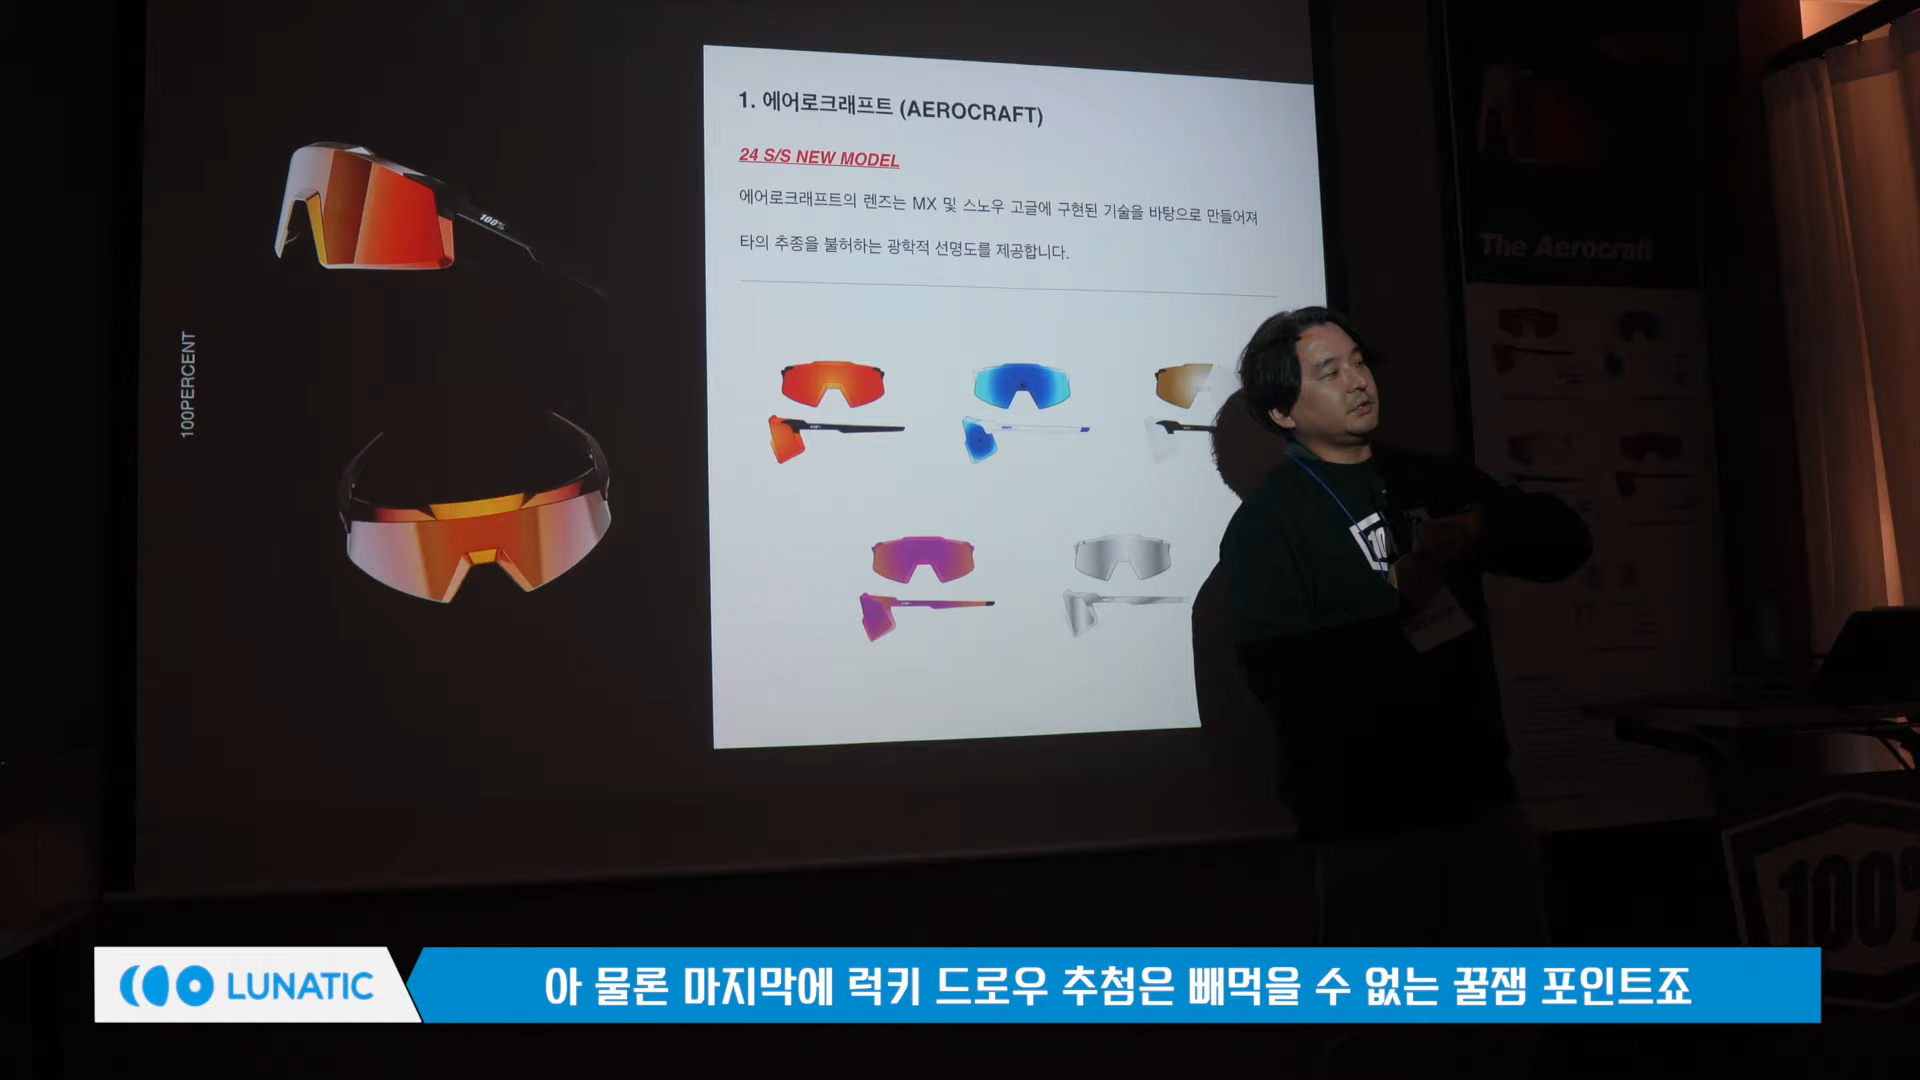 1. 에어로크래프트 (AEROCRAFT)
24 S/S NEW MODEL
에어로크래프트의 렌즈는 MX 및 스노우 고글에 구현된 기술을 바탕으로 만들어져
타의 추종을 불허하는 광학적 선명도를 제공합니다.
100%
100PERCENT
The Aerocraft
100%
LUNATIC
아 물론 마지막에 럭키 드로우 추첨은 빼먹을 수 없는 꿀잼 포인트죠